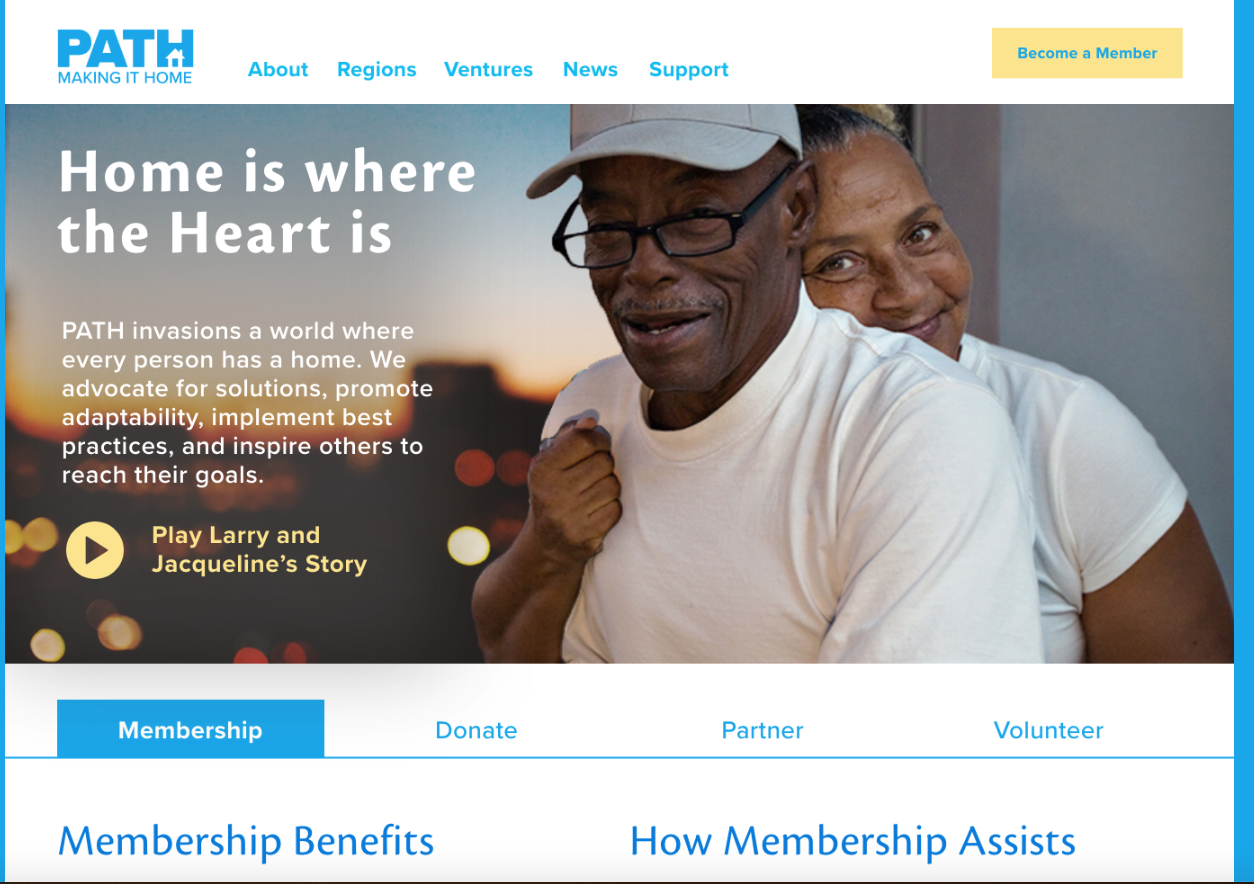 PATH
MAKING IT HOME
About
Regions
Ventures
News
Support
Become a Member
Home is where
the Heart is
PATH invasions a world where
every person has a home. We
advocate for solutions, promote
adaptability, implement best
practices, and inspire others to
reach their goals.
Play Larry and
Jacqueline’s Story
Membership
Donate
Partner
Volunteer
Membership Benefits
How Membership Assists